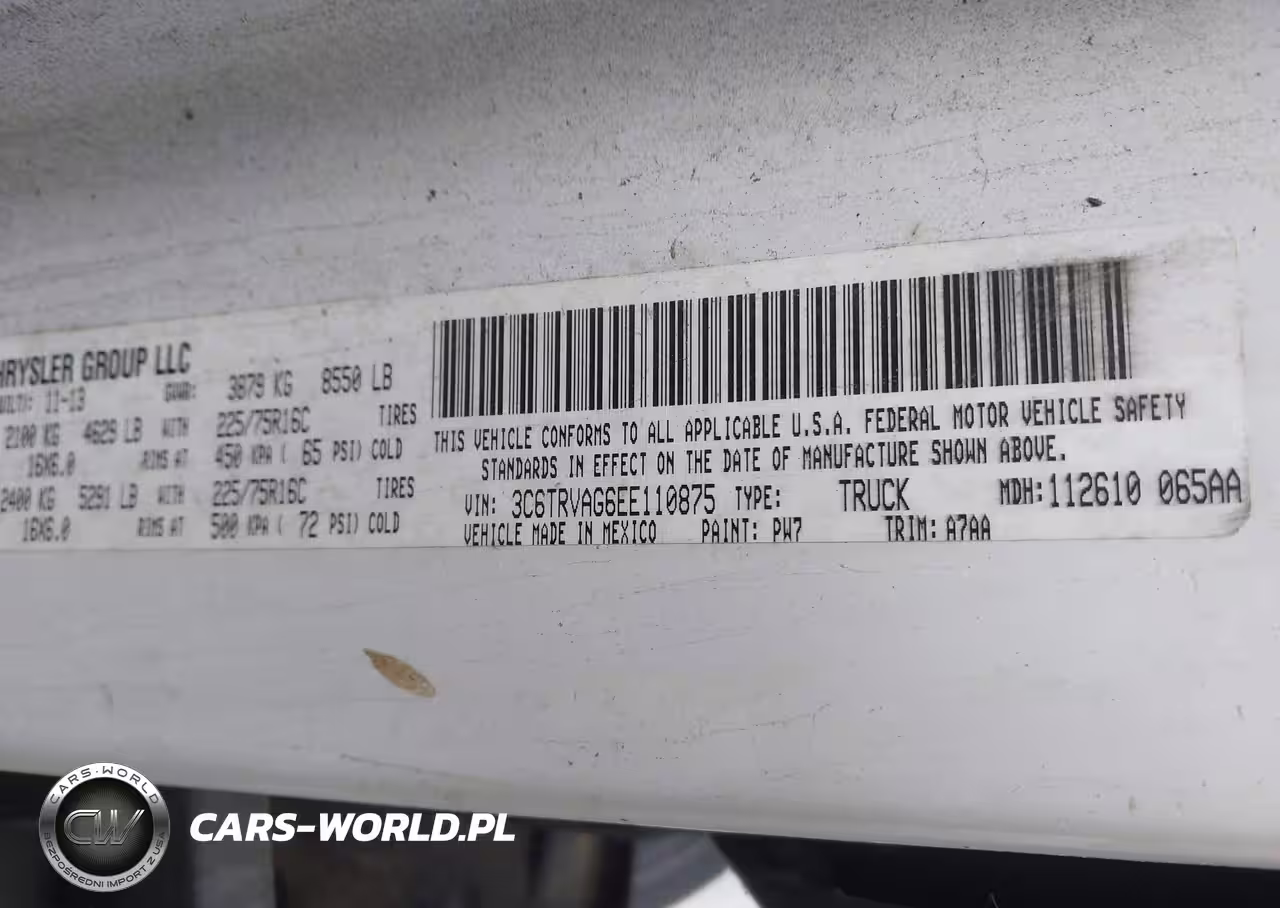 HRYSLER GROUP LLC
11-13 GVWR: 3879 KG 8550 LB
2100 KG 4629 LB WITH 225/75R16C TIRES
16X6.0 RIMS AT 450 KPA ( 65 PSI) COLD
2400 KG 5291 LB WITH 225/75R16C TIRES
16X6.0 RIMS AT 500 KPA ( 72 PSI) COLD
THIS VEHICLE CONFORMS TO ALL APPLICABLE U.S.A. FEDERAL MOTOR VEHICLE SAFETY
STANDARDS IN EFFECT ON THE DATE OF MANUFACTURE SHOWN ABOVE.
VIN: 3C6TRVAG6EE110875 TYPE: TRUCK MDH: 112610 065AA
VEHICLE MADE IN MEXICO PAINT: PW7 TRIM: A7AA
CARS-WORLD
CW
BEZPOŚREDNI IMPORT Z USA
CARS-WORLD.PL